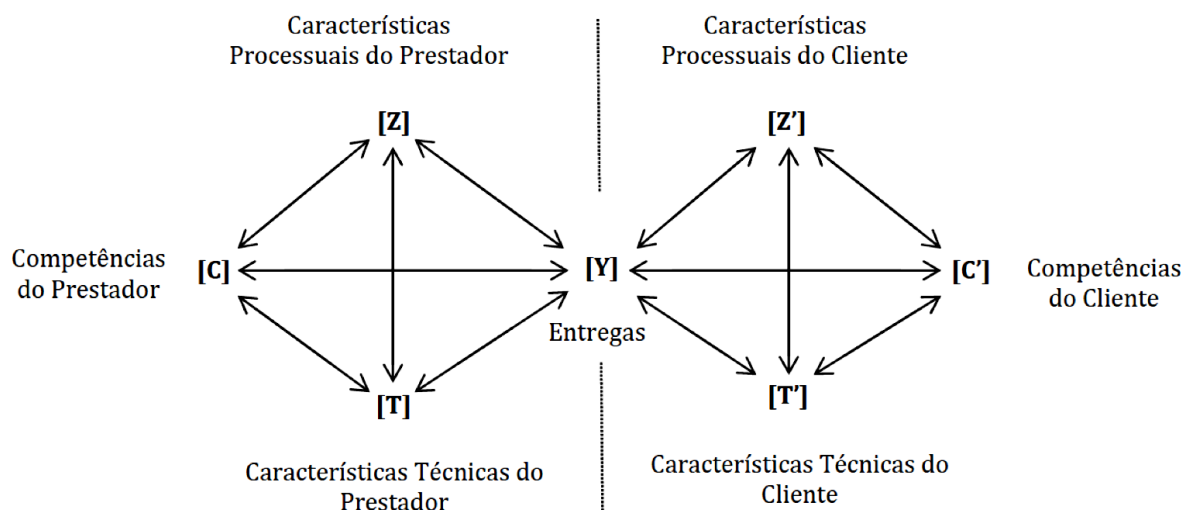 Características
Processuais do Prestador
Características
Processuais do Cliente
[Z]
[Z’]
Competências
do Prestador
[C]
[Y]
[C’]
Competências
do Cliente
Entregas
[T]
[T’]
Características Técnicas do
Prestador
Características Técnicas do
Cliente